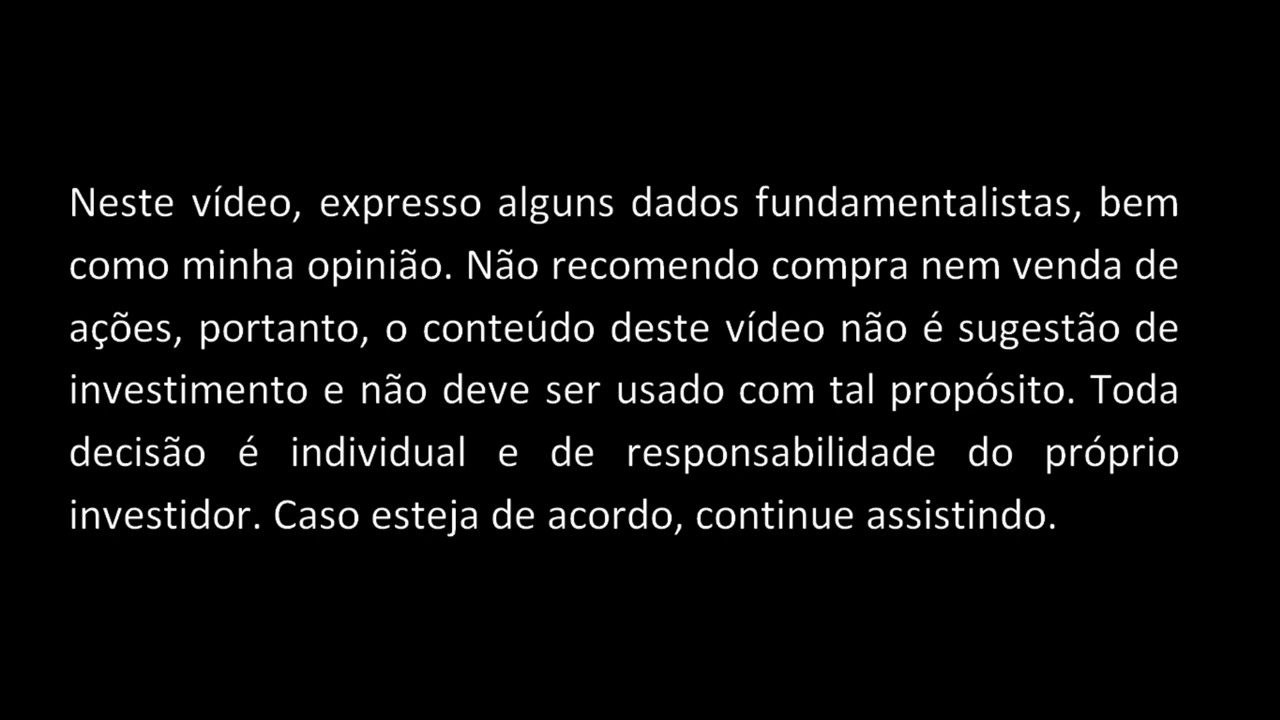 Neste vídeo, expresso alguns dados fundamentalistas, bem
como minha opinião. Não recomendo compra nem venda de
ações, portanto, o conteúdo deste vídeo não é sugestão de
investimento e não deve ser usado com tal propósito. Toda
decisão é individual e de responsabilidade do próprio
investidor. Caso esteja de acordo, continue assistindo.